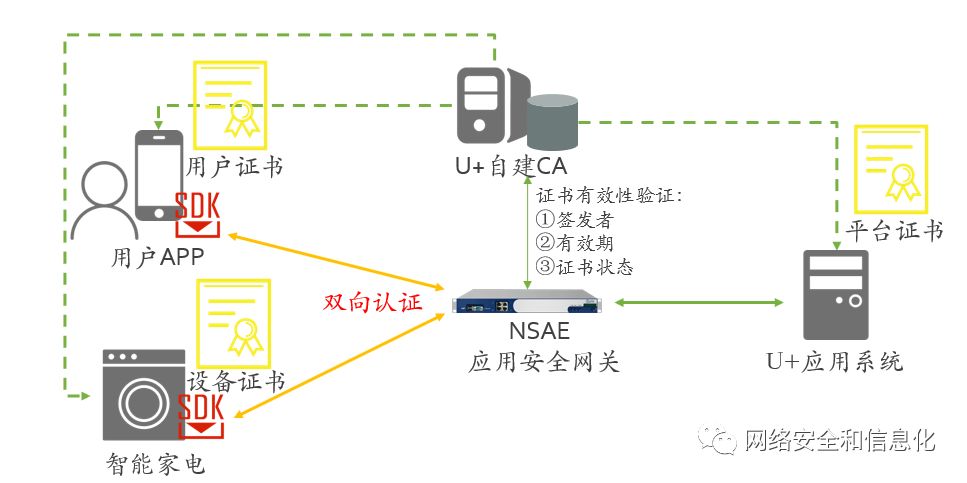 用户证书
U+自建CA
证书有效性验证:
①签发者
②有效期
③证书状态
平台证书
SDK
用户APP
双向认证
NSAE
应用安全网关
U+应用系统
设备证书
SDK
智能家电
网络安全和信息化